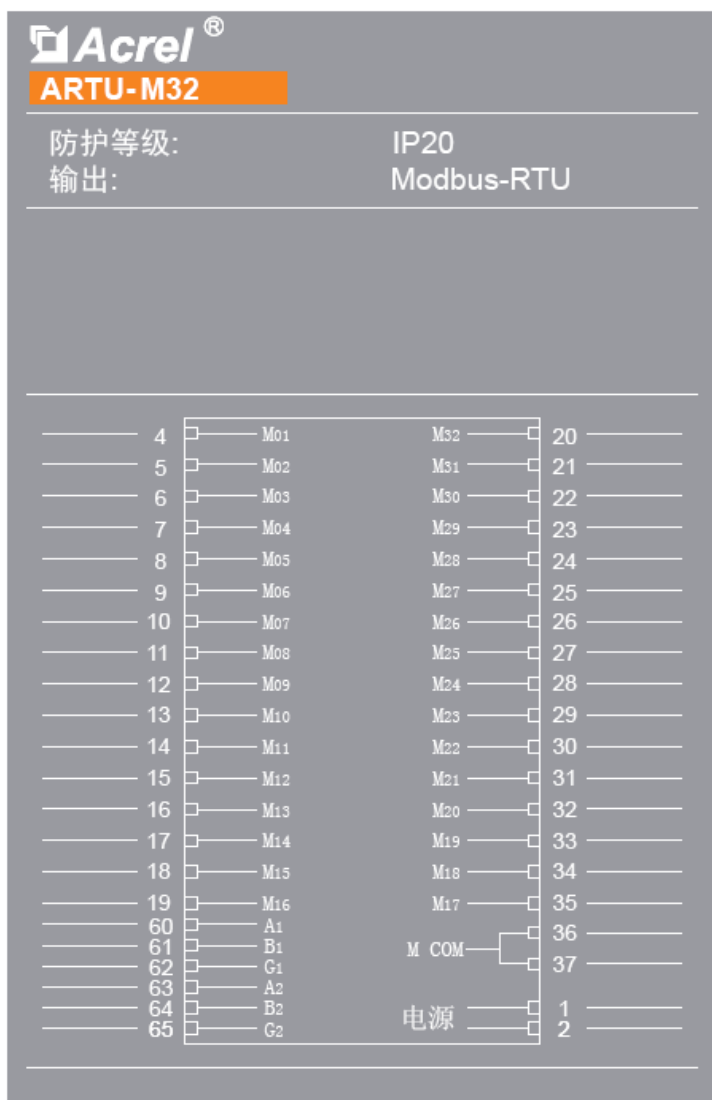 Acrel®
ARTU-M32
防护等级: IP20
输出: Modbus-RTU
4 M01 M32 20
5 M02 M31 21
6 M03 M30 22
7 M04 M29 23
8 M05 M28 24
9 M06 M27 25
10 M07 M26 26
11 M08 M25 27
12 M09 M24 28
13 M10 M23 29
14 M11 M22 30
15 M12 M21 31
16 M13 M20 32
17 M14 M19 33
18 M15 M18 34
19 M16 M17 35
60 A1 36
61 B1 M COM
62 G1 37
63 A2
64 B2 电源 1
65 G2 2